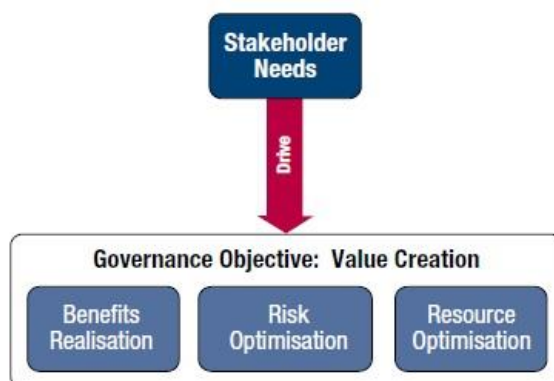 Stakeholder
Needs
Drive
Governance Objective: Value Creation
Benefits
Realisation
Risk
Optimisation
Resource
Optimisation